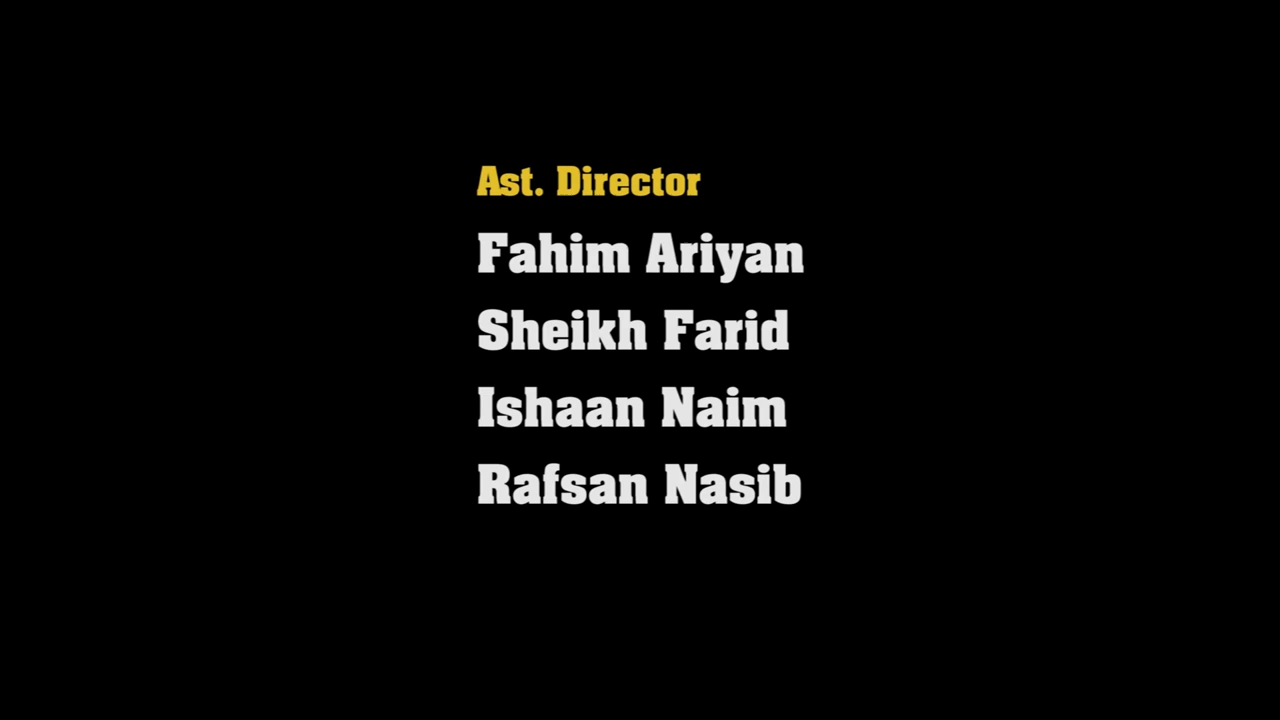 Ast. Director
Fahim Ariyan
Sheikh Farid
Ishaan Naim
Rafsan Nasib